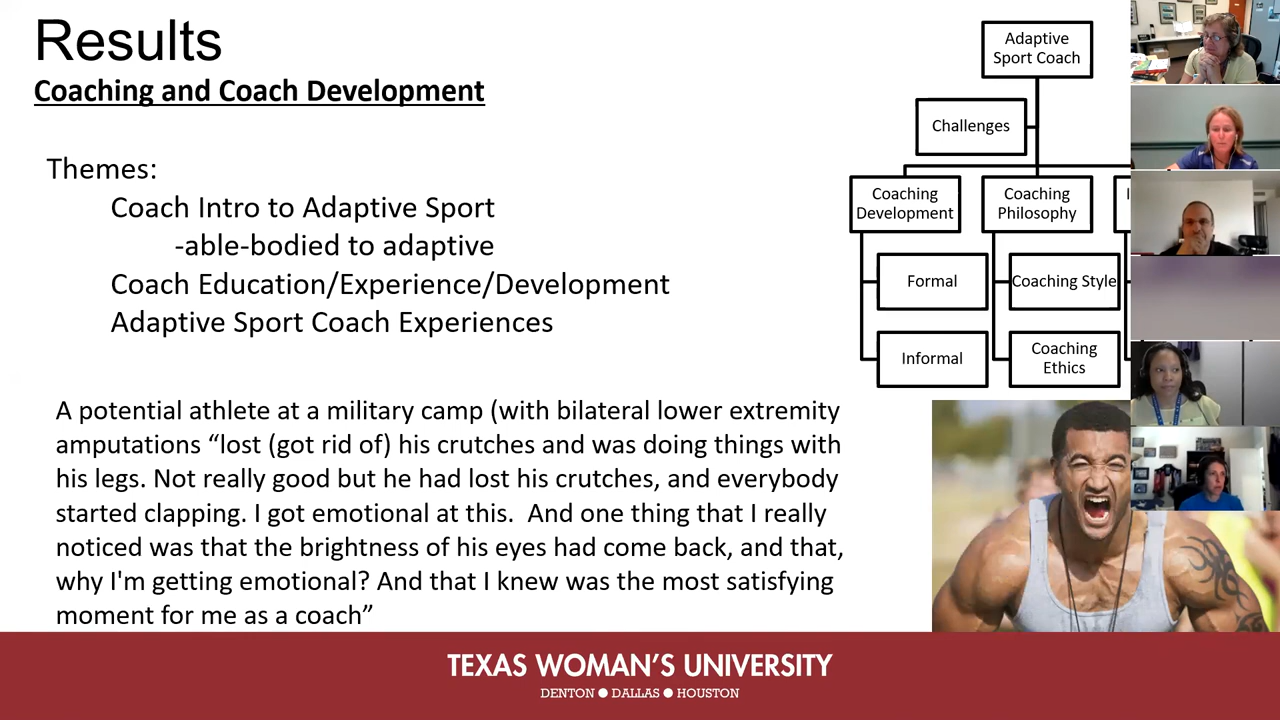 Results
Coaching and Coach Development
Themes:
Coach Intro to Adaptive Sport
-able-bodied to adaptive
Coach Education/Experience/Development
Adaptive Sport Coach Experiences
A potential athlete at a military camp (with bilateral lower extremity
amputations “lost (got rid of) his crutches and was doing things with
his legs. Not really good but he had lost his crutches, and everybody
started clapping. I got emotional at this.  And one thing that I really
noticed was that the brightness of his eyes had come back, and that,
why I'm getting emotional? And that I knew was the most satisfying
moment for me as a coach”
Adaptive
Sport Coach
Challenges
Coaching
Development
Coaching
Philosophy
Formal
Coaching Style
Informal
Coaching
Ethics
TEXAS WOMAN’S UNIVERSITY
DENTON ● DALLAS ● HOUSTON